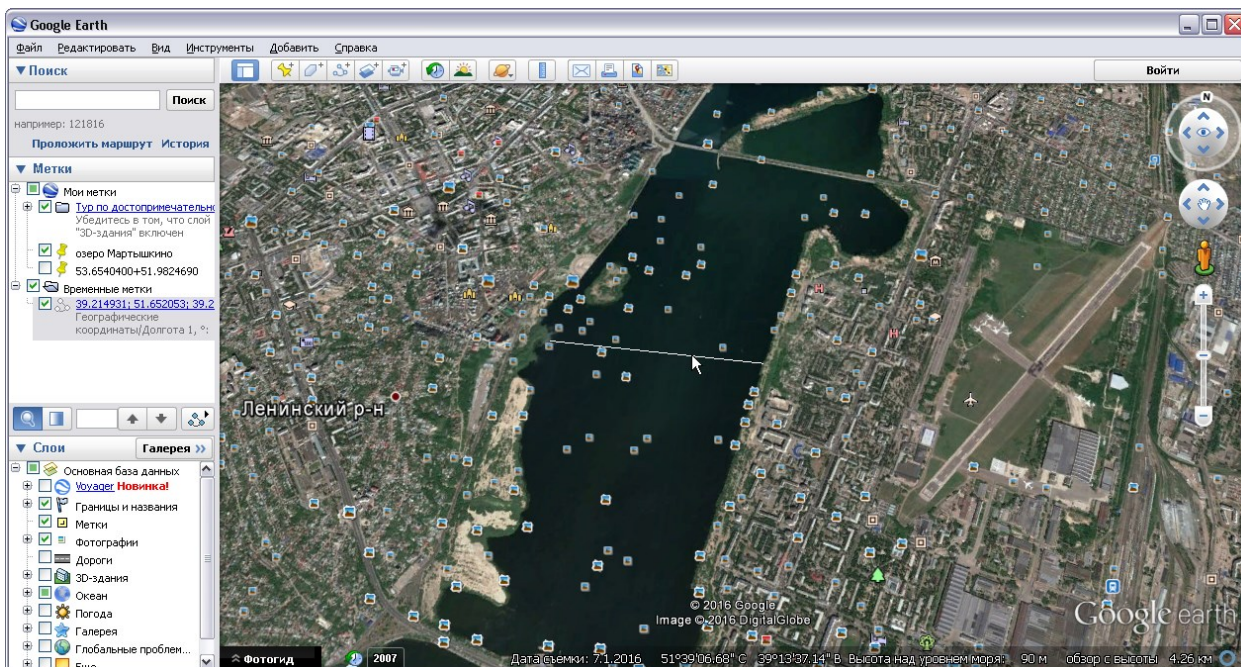 Google Earth
Файл Редактировать Вид Инструменты Добавить Справка
Поиск
Войти
Поиск
например: 121816
Проложить маршрут История
Метки
Мои метки
Тур по достопримечательно
Убедитесь в том, что слой
"3D-здания" включен
озеро Мартышкино
53.6540400+51.9824690
Временные метки
39.214931; 51.652053; 39.2
Географические
координаты/Долгота 1, °:
Слои
Галерея >>
Основная база данных
Voyager Новинка!
Границы и названия
Метки
Фотографии
Дороги
3D-здания
Океан
Погода
Галерея
Глобальные проблем...
Еще
N
Ленинский р-н
© 2016 Google
Image © 2016 DigitalGlobe
Google earth
Фотогид
2007
Дата съемки: 7.1.2016 51°39'06.68" С 39°13'37.14" В Высота над уровнем моря: 90 м обзор с высоты 4.26 км